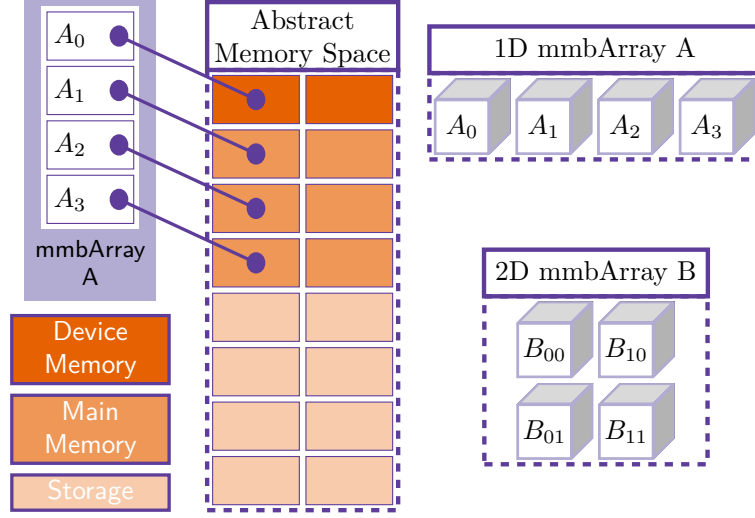 A₀
A₁
A₂
A₃
mmbArray
A
Device
Memory
Main
Memory
Storage
Abstract
Memory Space
1D mmbArray A
A₀ A₁ A₂ A₃
2D mmbArray B
B₀₀ B₁₀
B₀₁ B₁₁